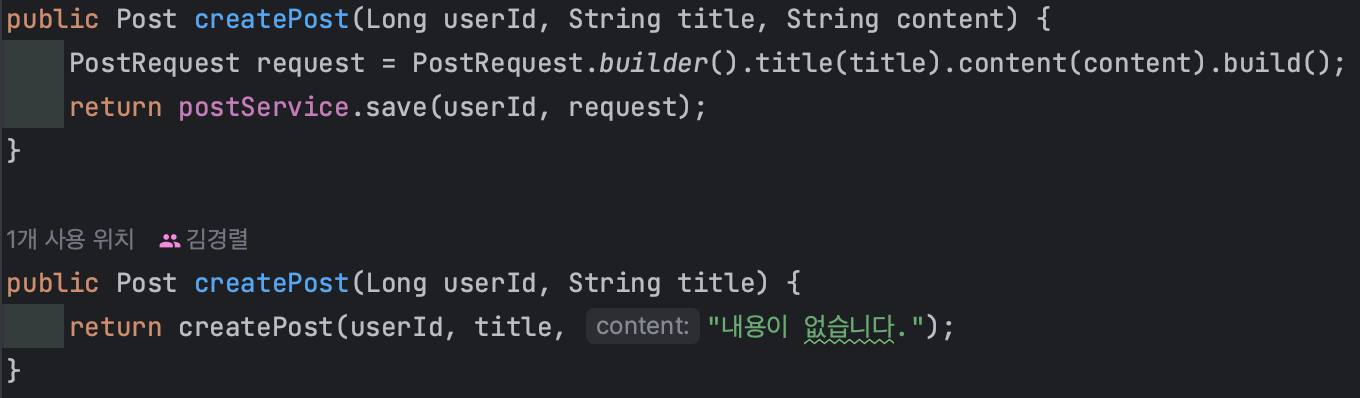 public Post createPost(Long userId, String title, String content) {
PostRequest request = PostRequest.builder().title(title).content(content).build();
return postService.save(userId, request);
}
1개 사용 위치 김경렬
public Post createPost(Long userId, String title) {
return createPost(userId, title, content: "내용이 없습니다.");
}